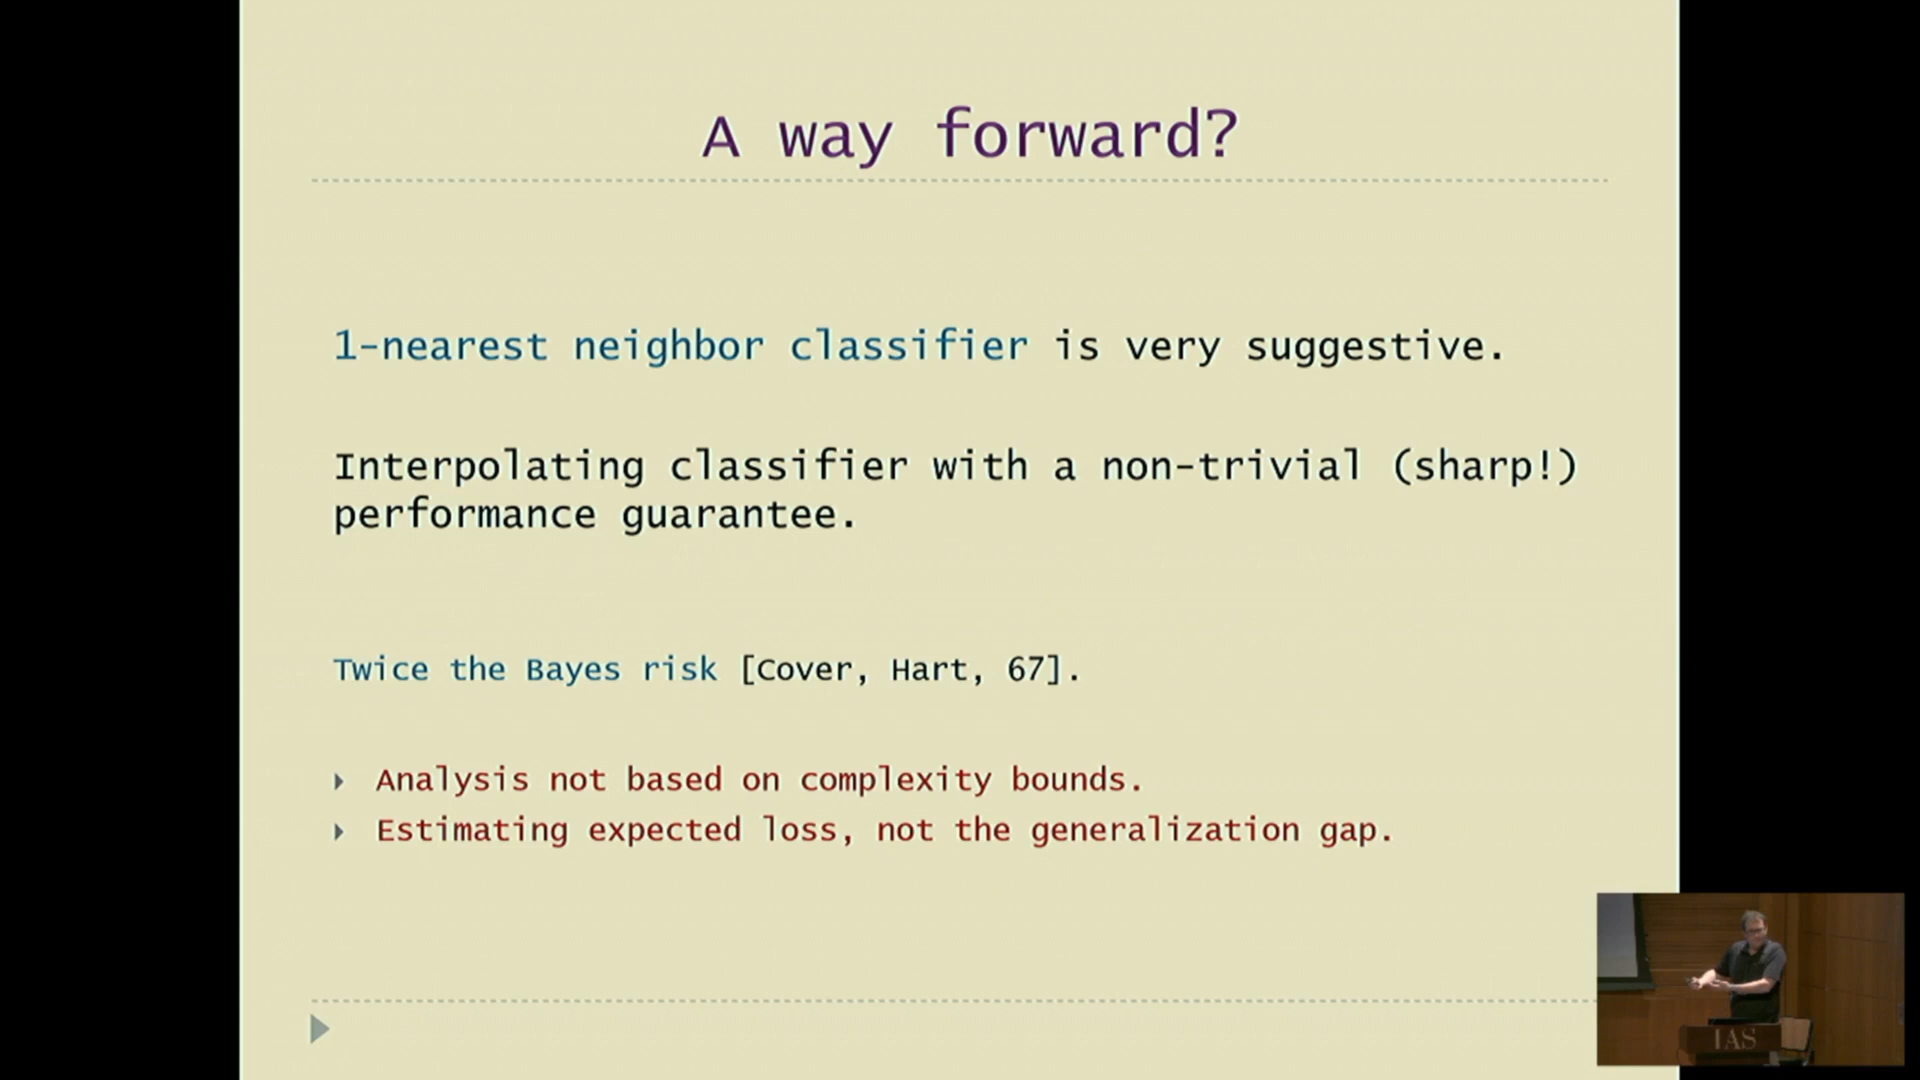 A way forward?
1-nearest neighbor classifier is very suggestive.
Interpolating classifier with a non-trivial (sharp!)
performance guarantee.
Twice the Bayes risk [Cover, Hart, 67].
Analysis not based on complexity bounds.
Estimating expected loss, not the generalization gap.
IAS